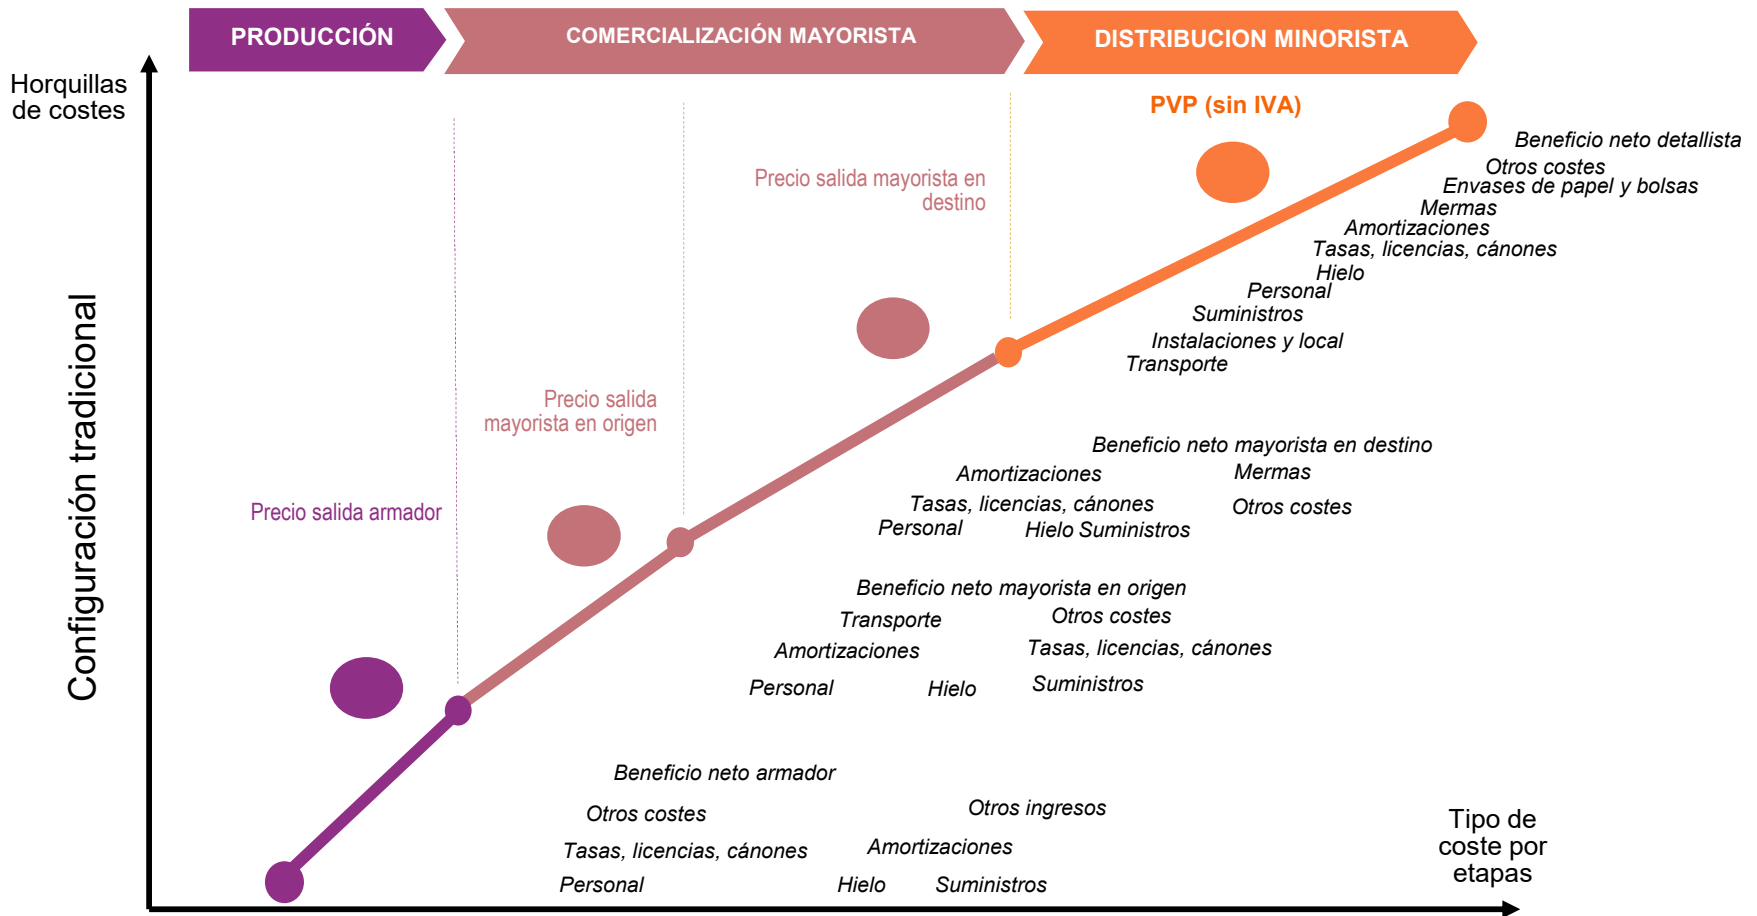 PRODUCCIÓN
COMERCIALIZACIÓN MAYORISTA
DISTRIBUCION MINORISTA
Horquillas
de costes
PVP (sin IVA)
Beneficio neto detallista
Otros costes
Envases de papel y bolsas
Mermas
Amortizaciones
Tasas, licencias, cánones
Hielo
Personal
Suministros
Instalaciones y local
Transporte
Precio salida mayorista en
destino
Precio salida
mayorista en origen
Precio salida armador
Configuración tradicional
Beneficio neto mayorista en destino
Amortizaciones
Mermas
Tasas, licencias, cánones
Otros costes
Personal
Hielo Suministros
Beneficio neto mayorista en origen
Transporte
Otros costes
Amortizaciones
Tasas, licencias, cánones
Personal
Hielo
Suministros
Beneficio neto armador
Otros costes
Otros ingresos
Tasas, licencias, cánones
Amortizaciones
Personal
Hielo
Suministros
Tipo de
coste por
etapas